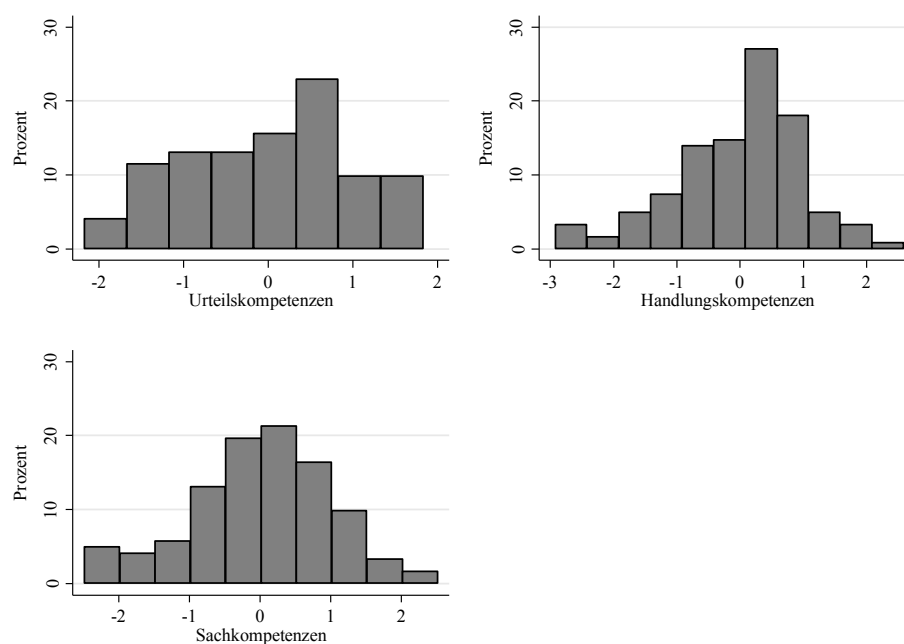 30
20
10
0
Prozent
-2 -1 0 1 2
Urteilskompetenzen
30
20
10
0
Prozent
-3 -2 -1 0 1 2
Handlungskompetenzen
30
20
10
0
Prozent
-2 -1 0 1 2
Sachkompetenzen